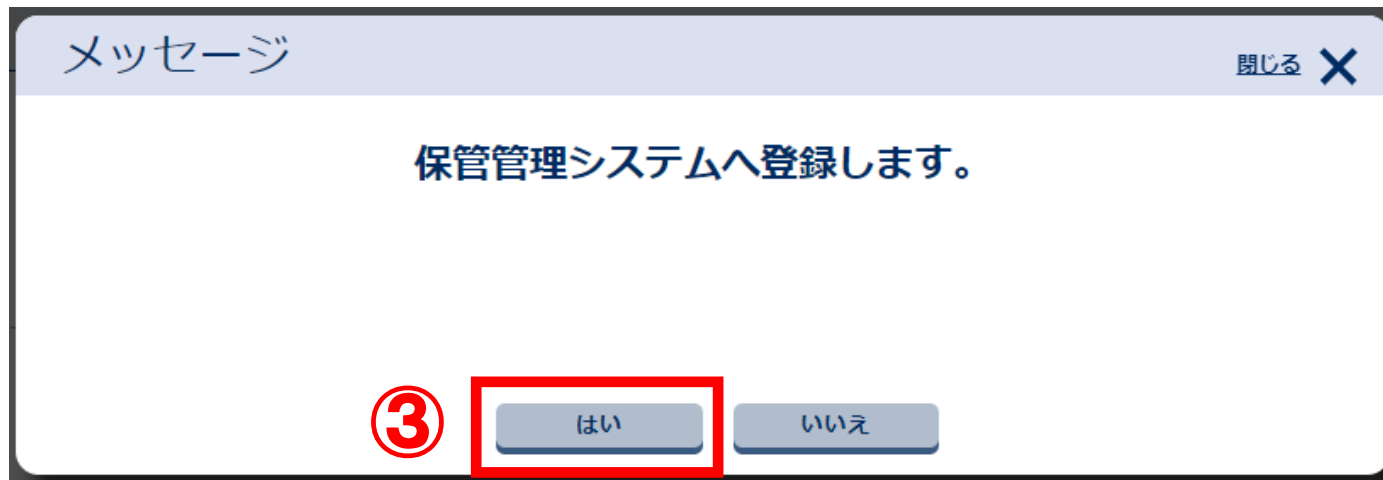 メッセージ
閉じる ✕
保管管理システムへ登録します。
③
はい
いいえ